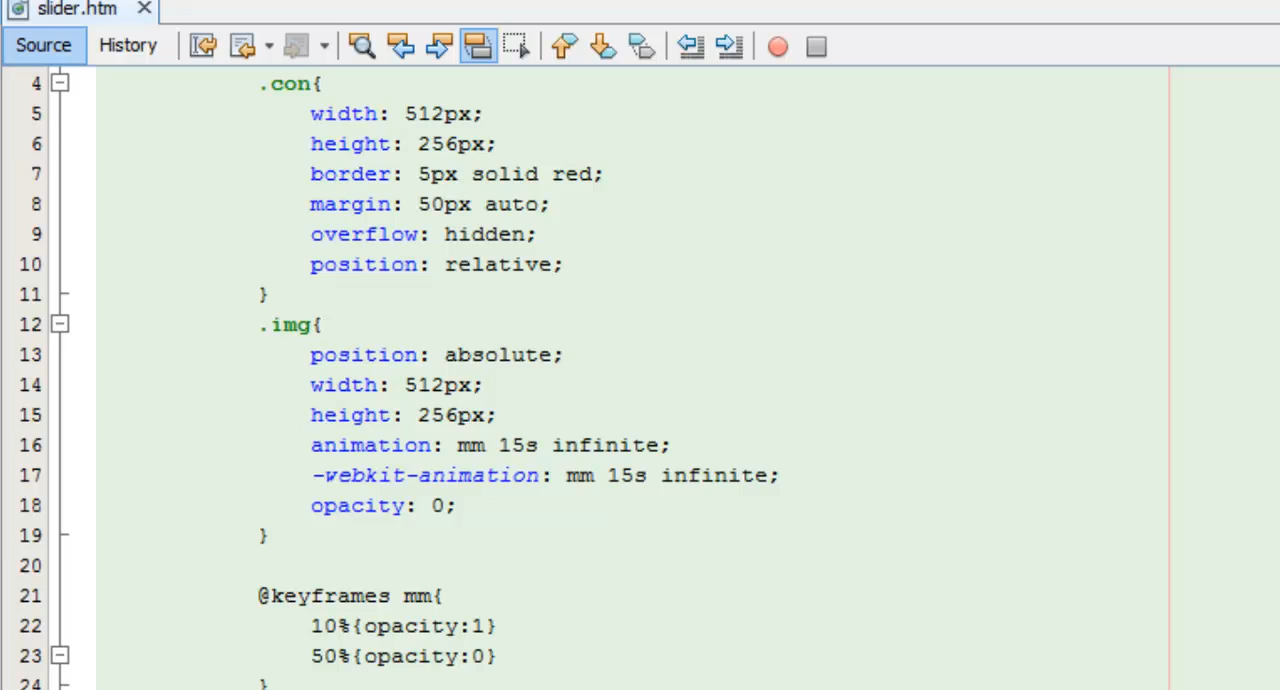 slider.htm
Source History
4 .con{
5 width: 512px;
6 height: 256px;
7 border: 5px solid red;
8 margin: 50px auto;
9 overflow: hidden;
10 position: relative;
11 }
12 .img{
13 position: absolute;
14 width: 512px;
15 height: 256px;
16 animation: mm 15s infinite;
17 -webkit-animation: mm 15s infinite;
18 opacity: 0;
19 }
20
21 @keyframes mm{
22 10%{opacity:1}
23 50%{opacity:0}
24 }